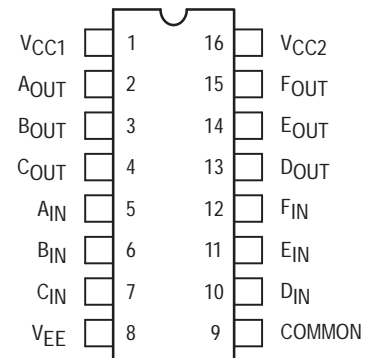 VCC1 1 16 VCC2
AOUT 2 15 FOUT
BOUT 3 14 EOUT
COUT 4 13 DOUT
AIN 5 12 FIN
BIN 6 11 EIN
CIN 7 10 DIN
VEE 8 9 COMMON